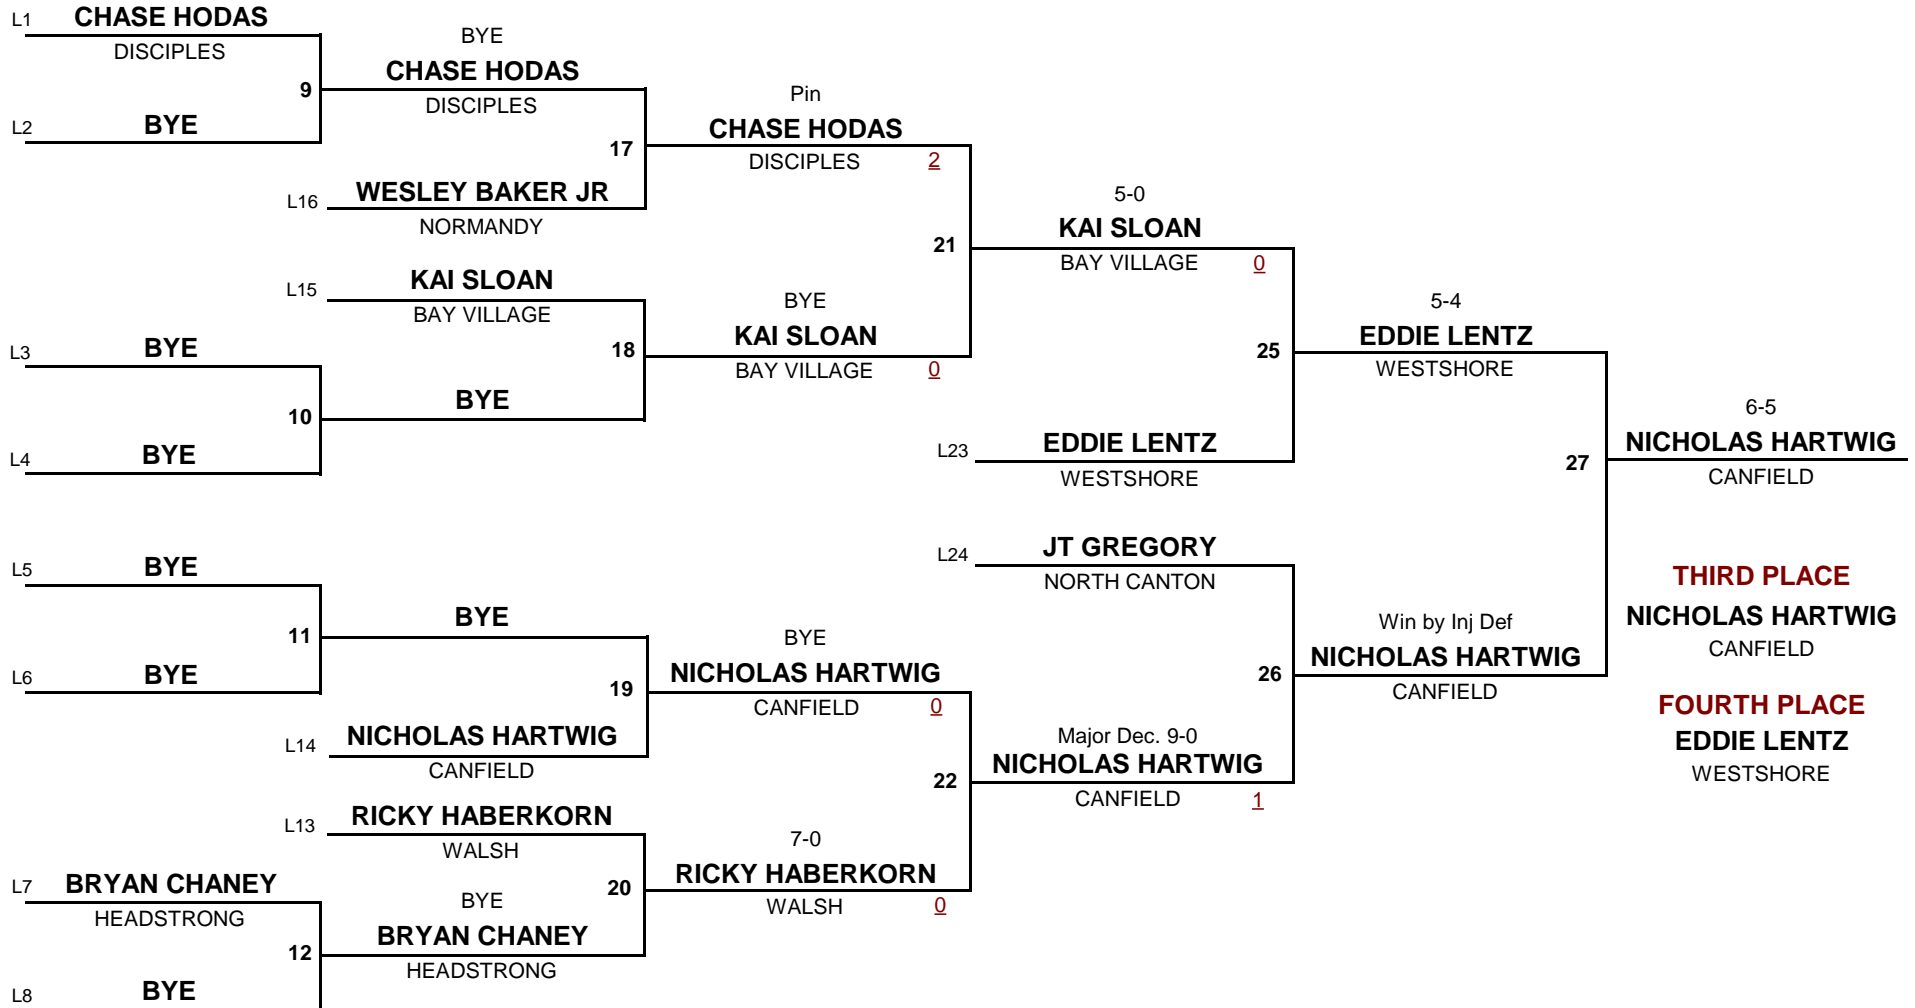 L1 CHASE HODAS
DISCIPLES
9
L2 BYE
BYE
CHASE HODAS
DISCIPLES
17
L16 WESLEY BAKER JR
NORMANDY
Pin
CHASE HODAS
DISCIPLES 2
21
L15 KAI SLOAN
BAY VILLAGE
18
L3 BYE
10
L4 BYE
BYE
BYE
KAI SLOAN
BAY VILLAGE 0
5-0
KAI SLOAN
BAY VILLAGE 0
25
L23 EDDIE LENTZ
WESTSHORE
5-4
EDDIE LENTZ
WESTSHORE
27
6-5
NICHOLAS HARTWIG
CANFIELD
L5 BYE
11
L6 BYE
BYE
19
L14 NICHOLAS HARTWIG
CANFIELD
BYE
NICHOLAS HARTWIG
CANFIELD 0
22
L13 RICKY HABERKORN
WALSH
20
L7 BRYAN CHANEY
HEADSTRONG
12
L8 BYE
BYE
BRYAN CHANEY
HEADSTRONG
7-0
RICKY HABERKORN
WALSH 0
L24 JT GREGORY
NORTH CANTON
26
Major Dec. 9-0
NICHOLAS HARTWIG
CANFIELD 1
Win by Inj Def
NICHOLAS HARTWIG
CANFIELD
THIRD PLACE
NICHOLAS HARTWIG
CANFIELD
FOURTH PLACE
EDDIE LENTZ
WESTSHORE